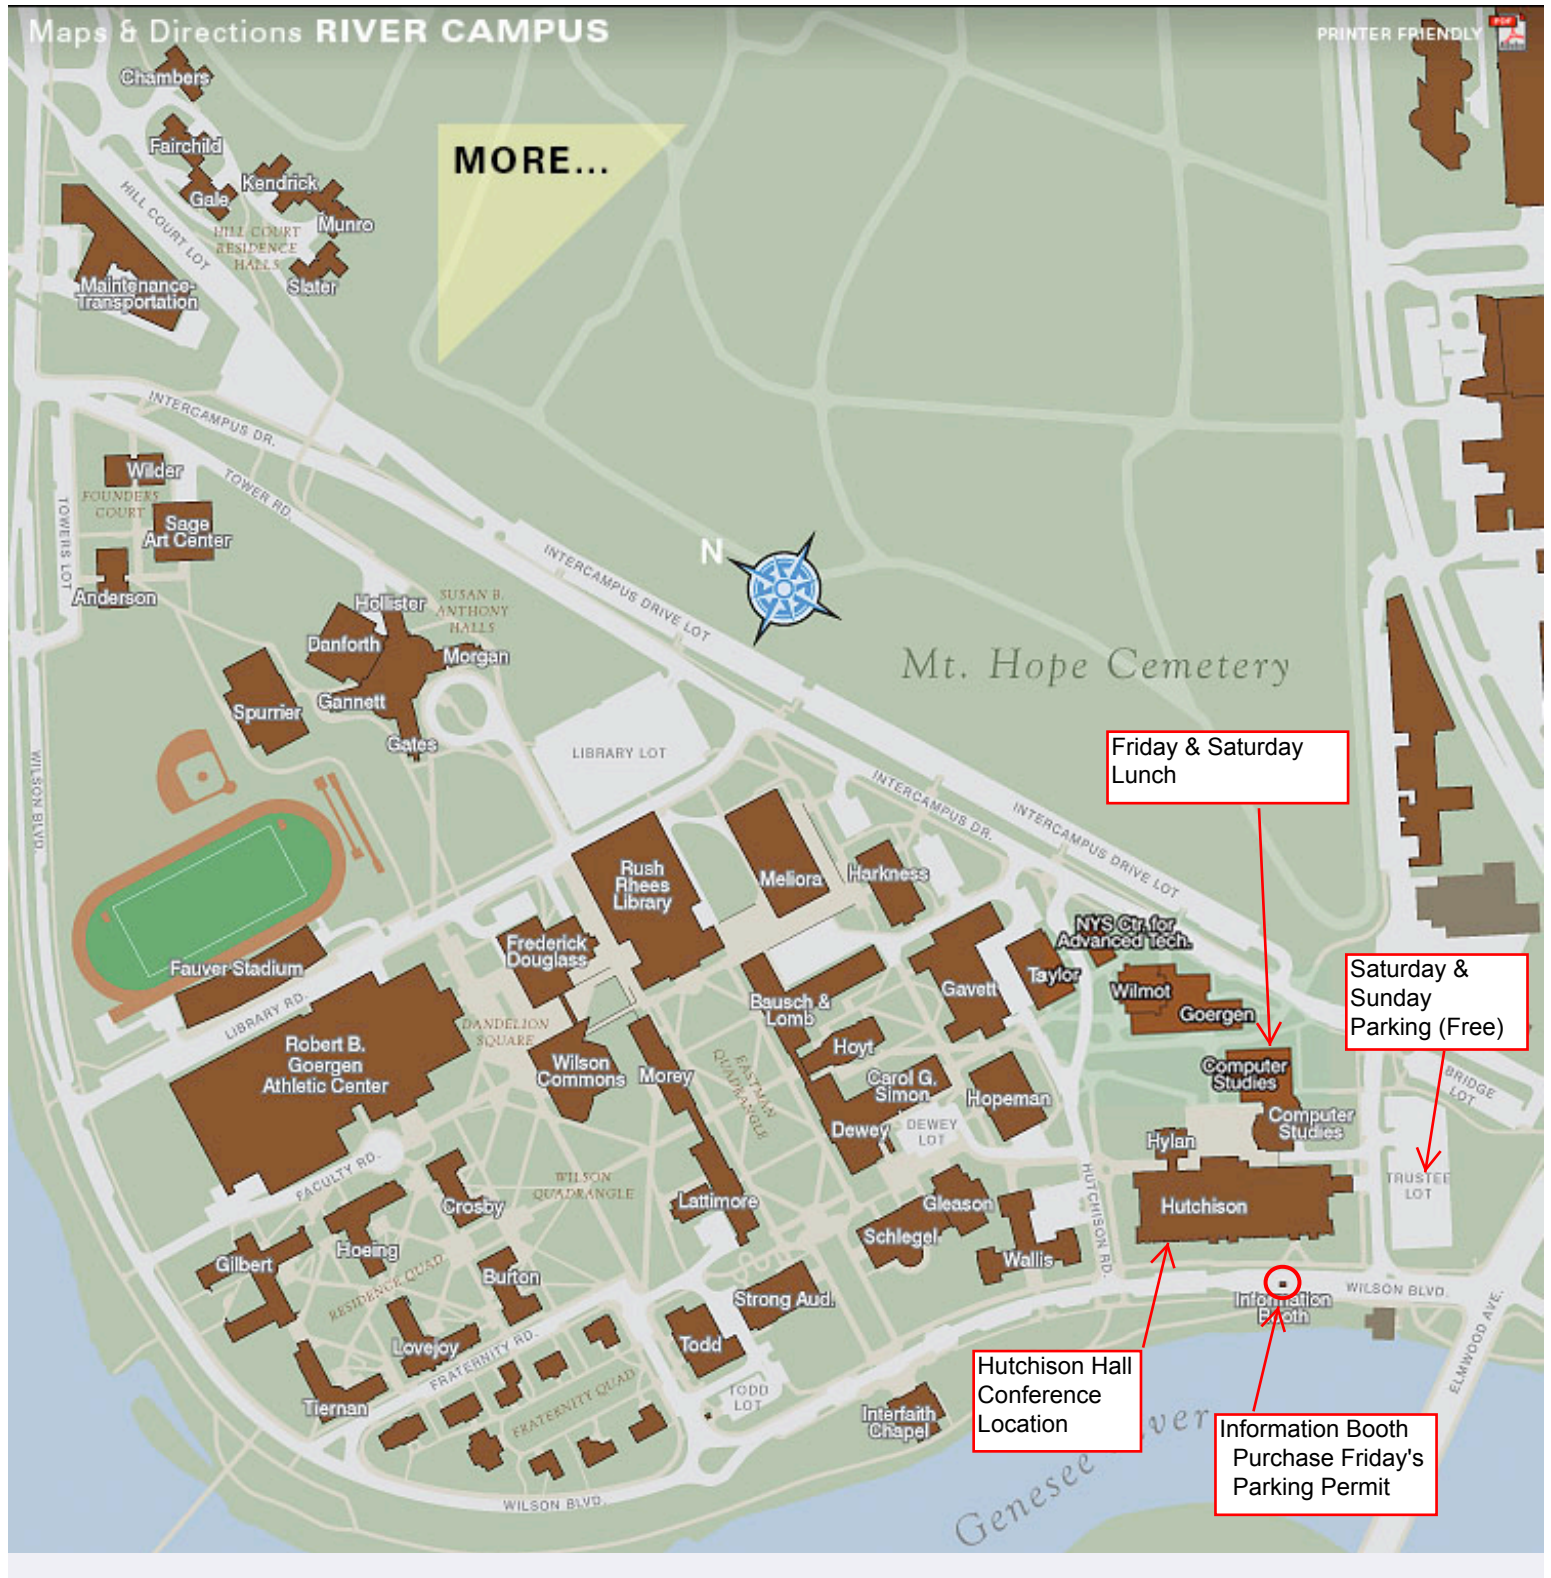 Maps & Directions RIVER CAMPUS
PRINTER FRIENDLY
PDF
Adobe
Chambers
Fairchild
Gale
Kendrick
Munro
Slater
HILL COURT
RESIDENCE
HALLS
HILL COURT LOT
Maintenance-
Transportation
MORE...
INTERCAMPUS DR.
TOWER RD.
TOWERS LOT
Wilder
FOUNDERS
COURT
Sage
Art Center
Anderson
N
INTERCAMPUS DRIVE LOT
Hollister
SUSAN B.
ANTHONY
HALLS
Danforth
Morgan
Gannett
Spurrier
Gates
Mt. Hope Cemetery
LIBRARY LOT
WILSON BLVD.
Friday & Saturday
Lunch
INTERCAMPUS DR.
INTERCAMPUS DRIVE LOT
Rush
Rhees
Library
Meliora
Harkness
NYS Ctr. for
Advanced Tech.
Frederick
Douglass
Fauver Stadium
LIBRARY RD.
Taylor
Wilmot
Goergen
Gavett
Bausch &
Lomb
Saturday &
Sunday
Parking (Free)
DANDELION
SQUARE
Robert B.
Goergen
Athletic Center
Wilson
Commons
Morey
EASTMAN
QUADRANGLE
Hoyt
Carol G.
Simon
Hopeman
Computer
Studies
Computer
Studies
BRIDGE
LOT
Dewey
DEWEY
LOT
Hylan
FACULTY RD.
WILSON
QUADRANGLE
Crosby
Lattimore
Gleason
Schlegel
Wallis
HUTCHISON RD.
Hutchison
TRUSTEE
LOT
Gilbert
Hoeing
RESIDENCE QUAD
Burton
Strong Aud.
Information
Booth
WILSON BLVD.
ELMWOOD AVE.
Lovejoy
FRATERNITY RD.
Todd
Tiernan
FRATERNITY QUAD
TODD
LOT
Interfaith
Chapel
Hutchison Hall
Conference
Location
Information Booth
Purchase Friday's
Parking Permit
WILSON BLVD.
Genesee
ver